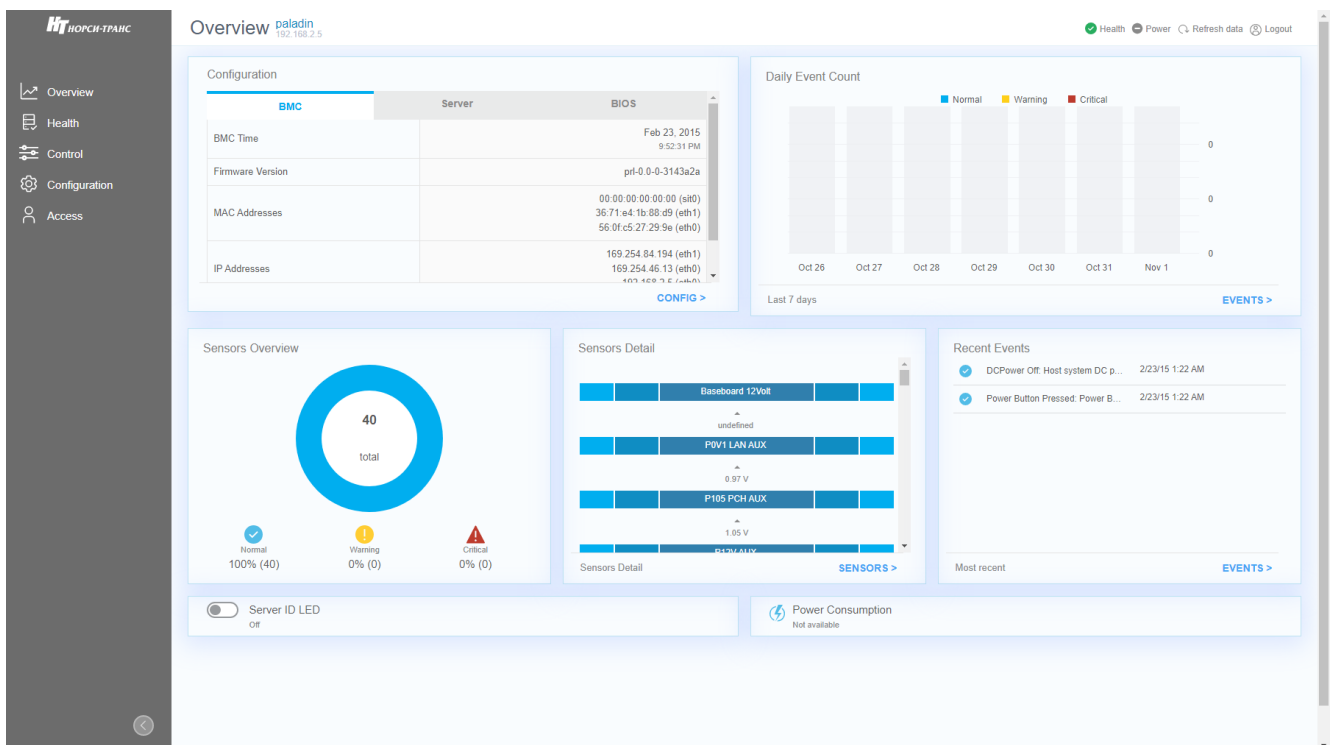 НТ НОРСИ-ТРАНС
Overview paladin
192.168.2.5
Health Power Refresh data Logout
Overview
Health
Control
Configuration
Access
Configuration
BMC Server BIOS
BMC Time
Feb 23, 2015
9:52:31 PM
Firmware Version
prl-0.0-0-3143a2a
MAC Addresses
00:00:00:00:00:00 (sit0)
36:71:e4:1b:88:d9 (eth1)
56:0f:c5:27:29:9e (eth0)
IP Addresses
169.254.84.194 (eth1)
169.254.46.13 (eth0)
192.168.2.5 (eth0)
CONFIG >
Daily Event Count
Normal Warning Critical
0
0
0
Oct 26 Oct 27 Oct 28 Oct 29 Oct 30 Oct 31 Nov 1
Last 7 days
EVENTS >
Sensors Overview
40
total
Normal Warning Critical
100% (40) 0% (0) 0% (0)
Sensors Detail
Baseboard 12Volt
undefined
P0V1 LAN AUX
0.97 V
P105 PCH AUX
1.05 V
P12V AUX
Sensors Detail
SENSORS >
Recent Events
DCPower Off: Host system DC p... 2/23/15 1:22 AM
Power Button Pressed: Power B... 2/23/15 1:22 AM
Most recent
EVENTS >
Server ID LED
Off
Power Consumption
Not available